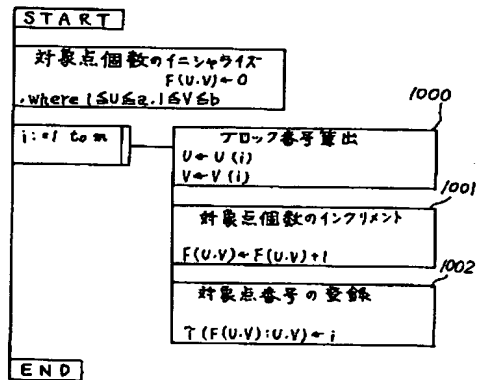 START
対象点個数のイニシャライズ
F(U.V)←0
,where 1≦U≦a.1≦V≦b
i:=1 to m
1000
ブロック番号算出
U←U(i)
V←V(i)
1001
対象点個数のインクリメント
F(U.V)←F(U.V)+1
1002
対象点番号の登録
T(F(U.V):U.V)←i
END